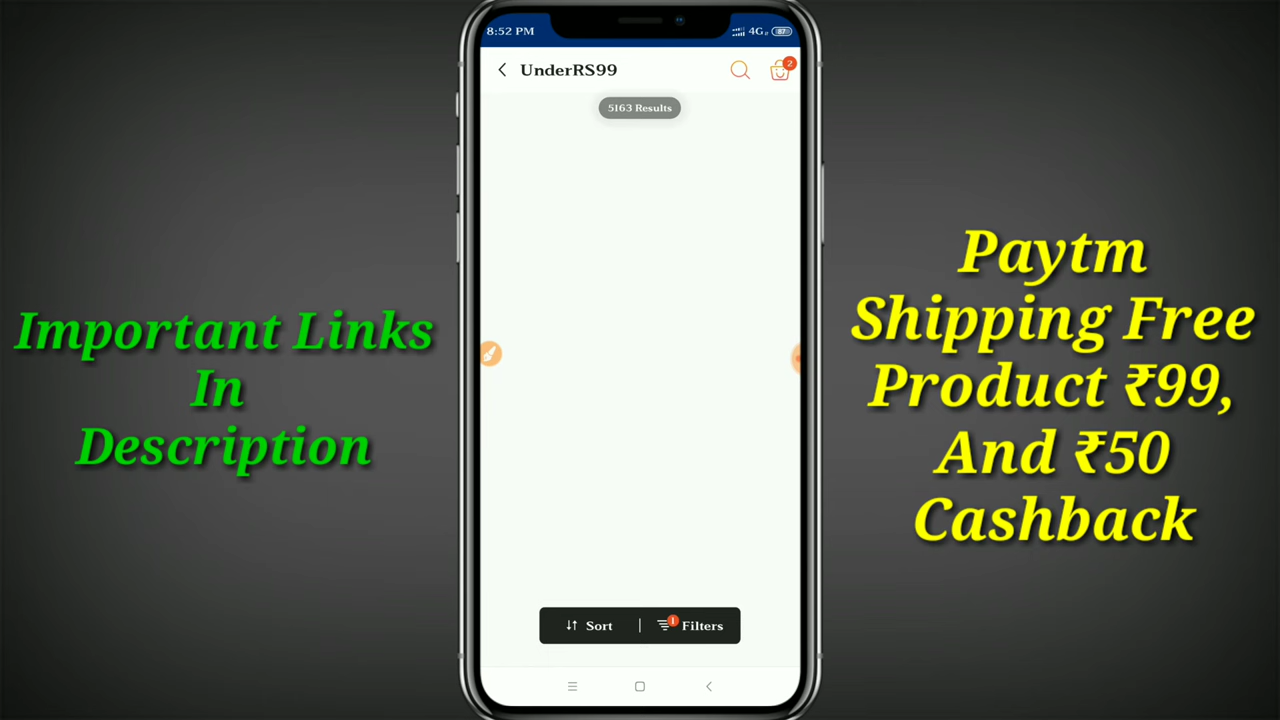 8:52 PM
4G
87
UnderRS99
2
5163 Results
Important Links
In
Description
Paytm
Shipping Free
Product ₹99,
And ₹50
Cashback
Sort
1
Filters